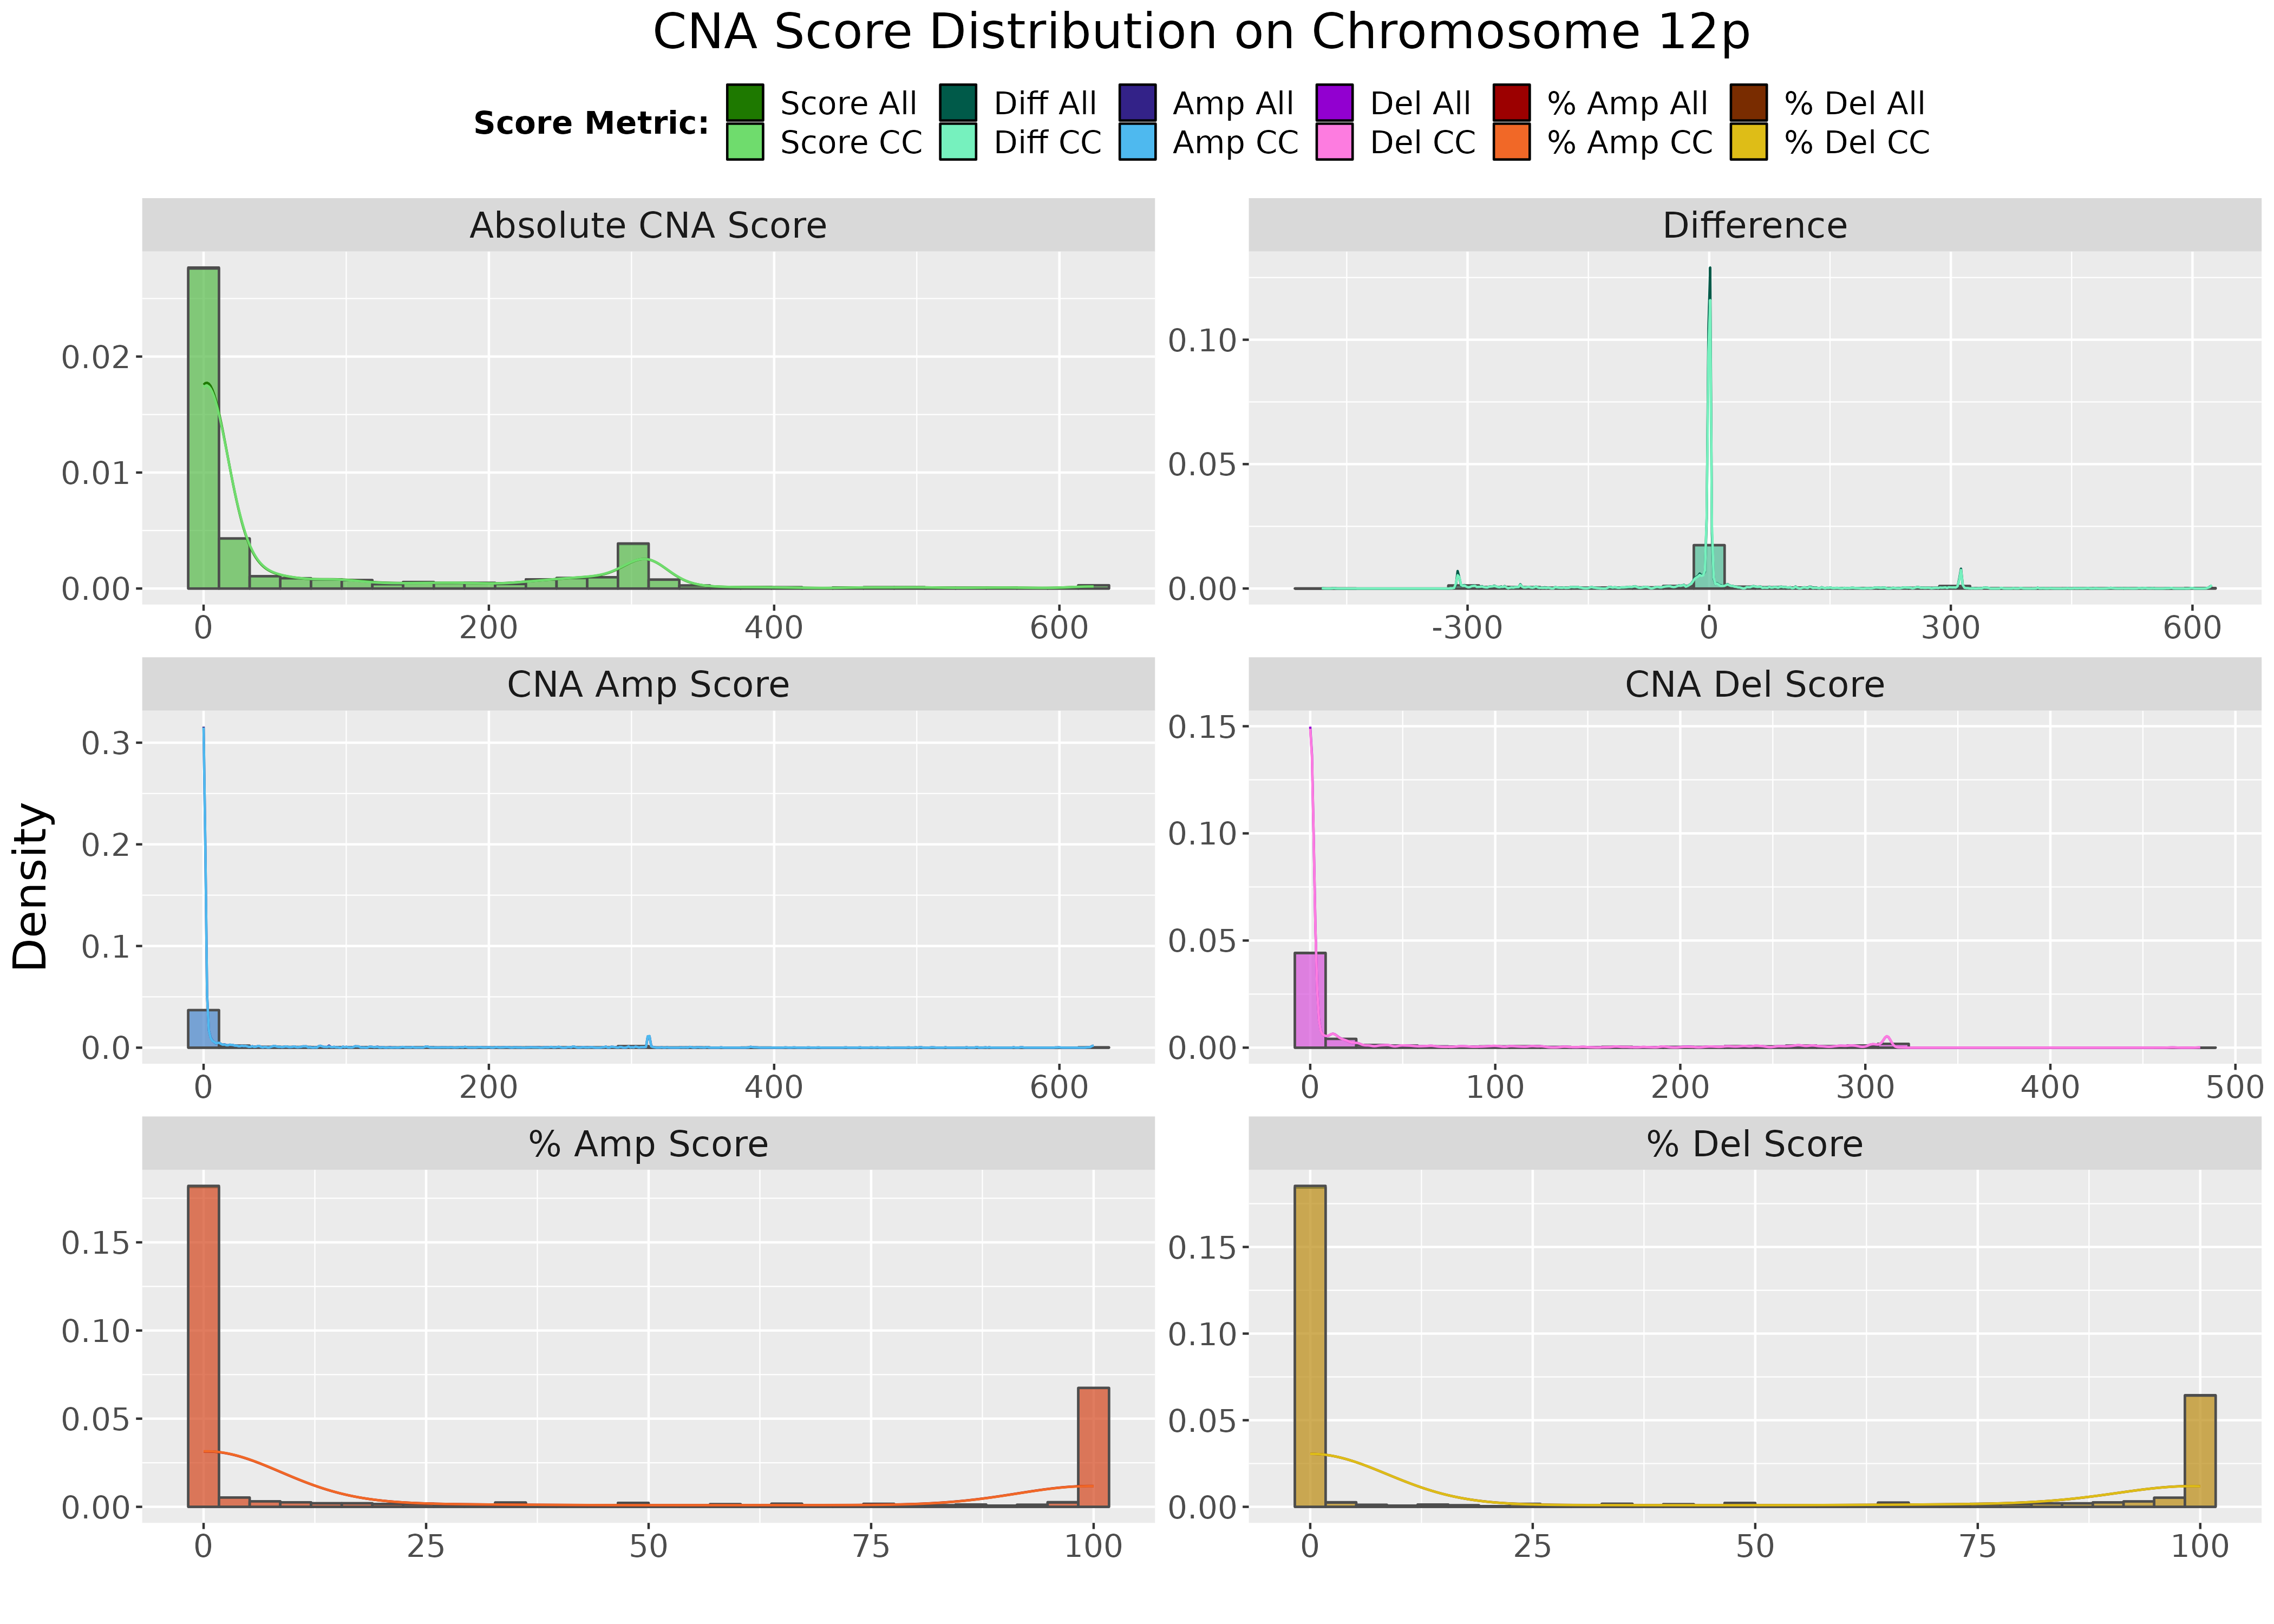 CNA Score Distribution on Chromosome 12p
Score Metric:
Score All Diff All Amp All Del All % Amp All % Del All
Score CC Diff CC Amp CC Del CC % Amp CC % Del CC
Absolute CNA Score
0.02
0.01
0.00
0 200 400 600
Difference
0.10
0.05
0.00
-300 0 300 600
Density
CNA Amp Score
0.3
0.2
0.1
0.0
0 200 400 600
CNA Del Score
0.15
0.10
0.05
0.00
0 100 200 300 400 500
% Amp Score
0.15
0.10
0.05
0.00
0 25 50 75 100
% Del Score
0.15
0.10
0.05
0.00
0 25 50 75 100